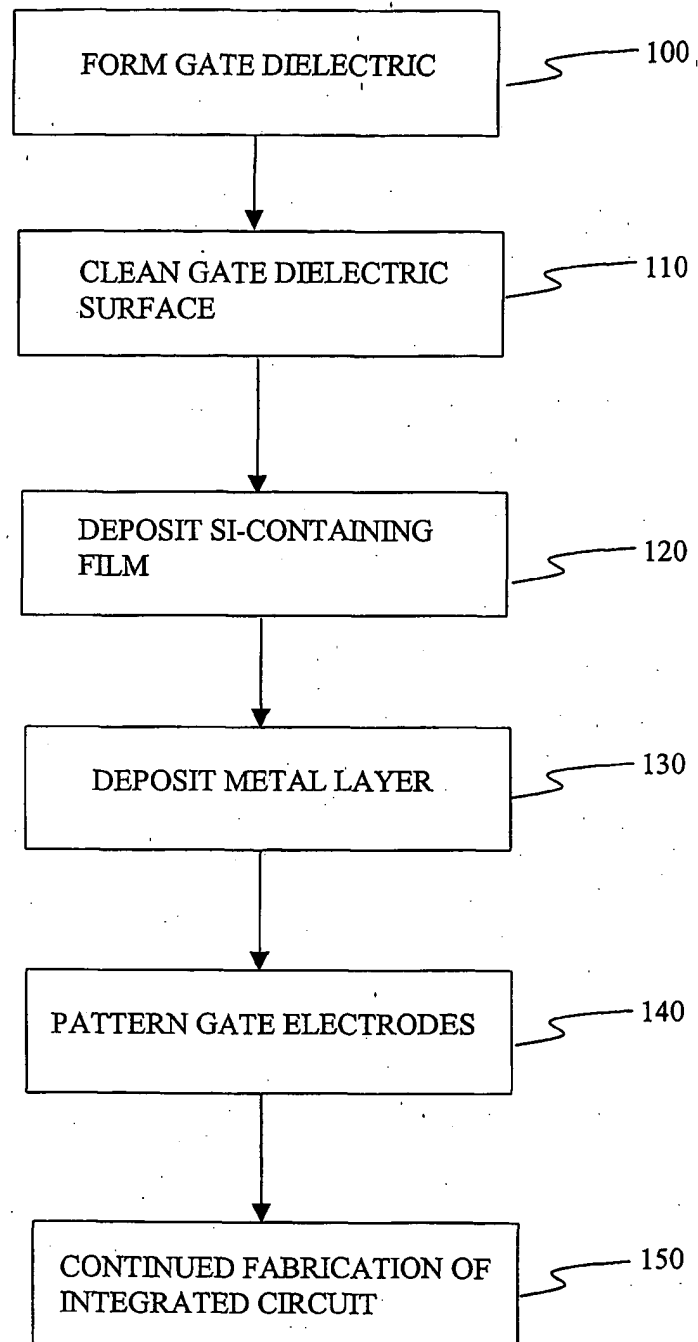 FORM GATE DIELECTRIC
100
CLEAN GATE DIELECTRIC
SURFACE
110
DEPOSIT SI-CONTAINING
FILM
120
DEPOSIT METAL LAYER
130
PATTERN GATE ELECTRODES
140
CONTINUED FABRICATION OF
INTEGRATED CIRCUIT
150